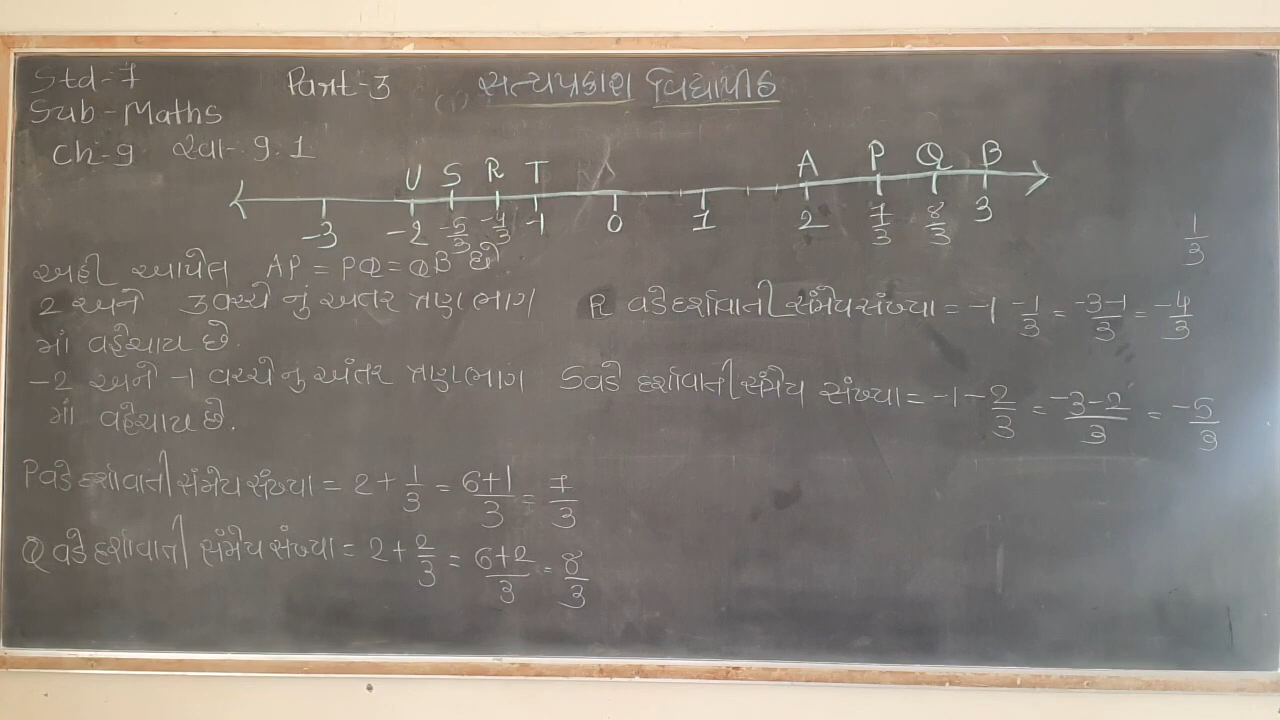 Std-7 Part-3 સત્યપ્રકાશ વિદ્યાપીઠ
Sub-Maths
Ch-9 સ્વા-9.1
U S R T A P Q B
-3 -2 -5/3 -4/3 -1 0 1 2 7/3 8/3 3
1/3
અહીં આપેલ AP = PQ = QB છે.
2 અને 3 વચ્ચેનું અંતર ત્રણ ભાગ
માં વહેંચાય છે.
-2 અને -1 વચ્ચેનું અંતર ત્રણ ભાગ
માં વહેંચાય છે.
P વડે દર્શાવાતી સંમેય સંખ્યા = 2 + 1/3 = (6+1)/3 = 7/3
Q વડે દર્શાવાતી સંમેય સંખ્યા = 2 + 2/3 = (6+2)/3 = 8/3
R વડે દર્શાવાતી સંમેય સંખ્યા = -1 -1/3 = (-3-1)/3 = -4/3
S વડે દર્શાવાતી સંમેય સંખ્યા = -1 - 2/3 = (-3-2)/3 = -5/3